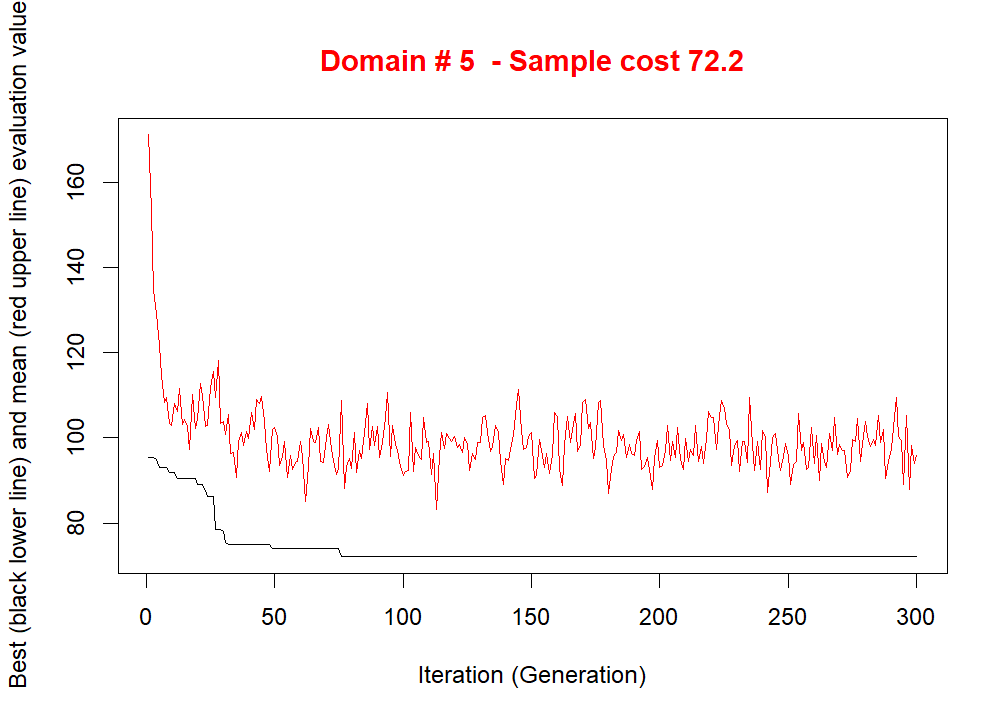 Domain # 5  - Sample cost 72.2
Best (black lower line) and mean (red upper line) evaluation value
160
140
120
100
80
0 50 100 150 200 250 300
Iteration (Generation)